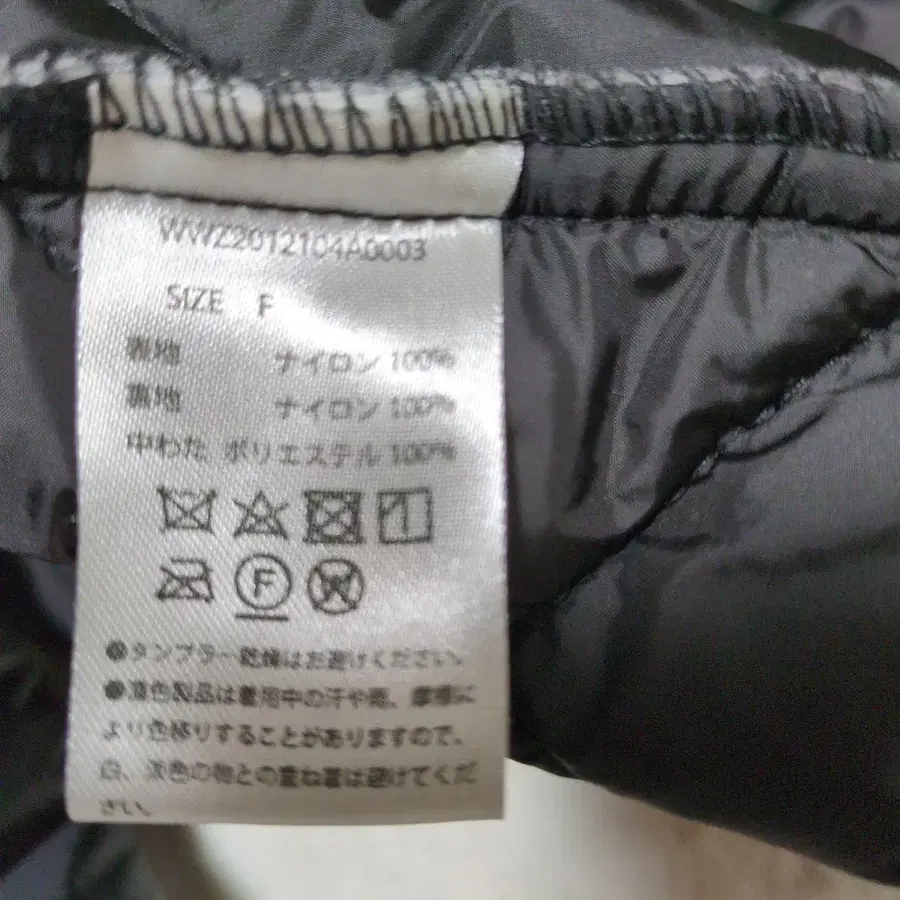 WWZ2012104A0003
SIZE F
表地 ナイロン 100%
裏地 ナイロン 100%
中わた ポリエステル 100%
F
W
●タンブラー乾燥はお避けください。
●濃色製品は着用中の汗や雨、摩擦に
より色移りすることがありますので、
白、淡色の物との重ね着は避けてくだ
さい。